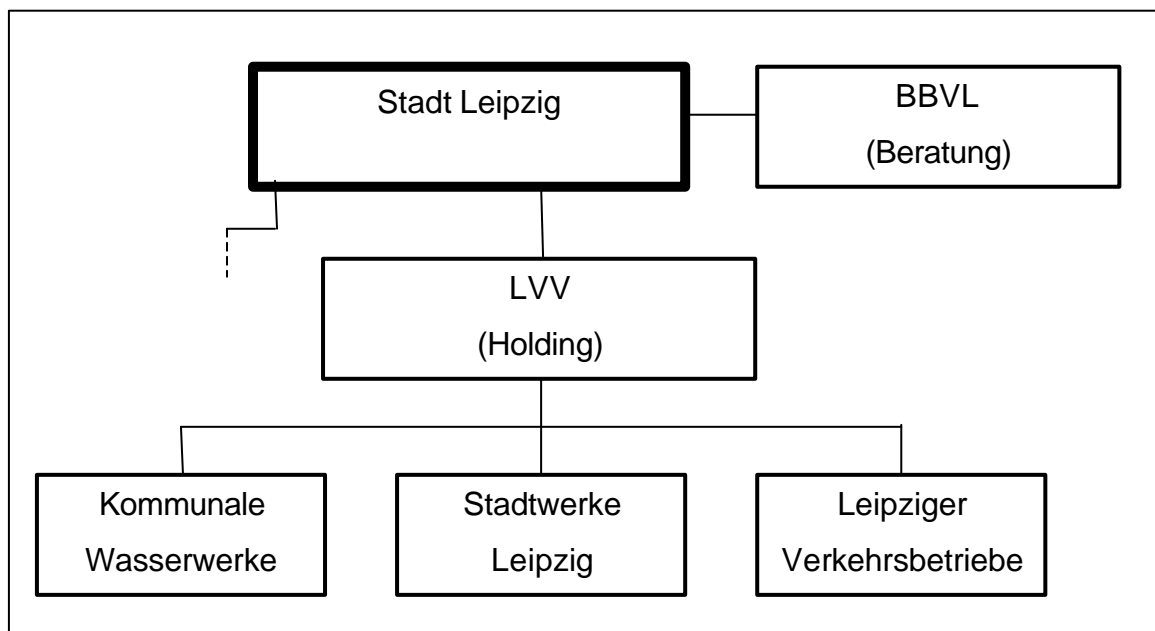 Stadt Leipzig
BBVL
(Beratung)
LVV
(Holding)
Kommunale
Wasserwerke
Stadtwerke
Leipzig
Leipziger
Verkehrsbetriebe